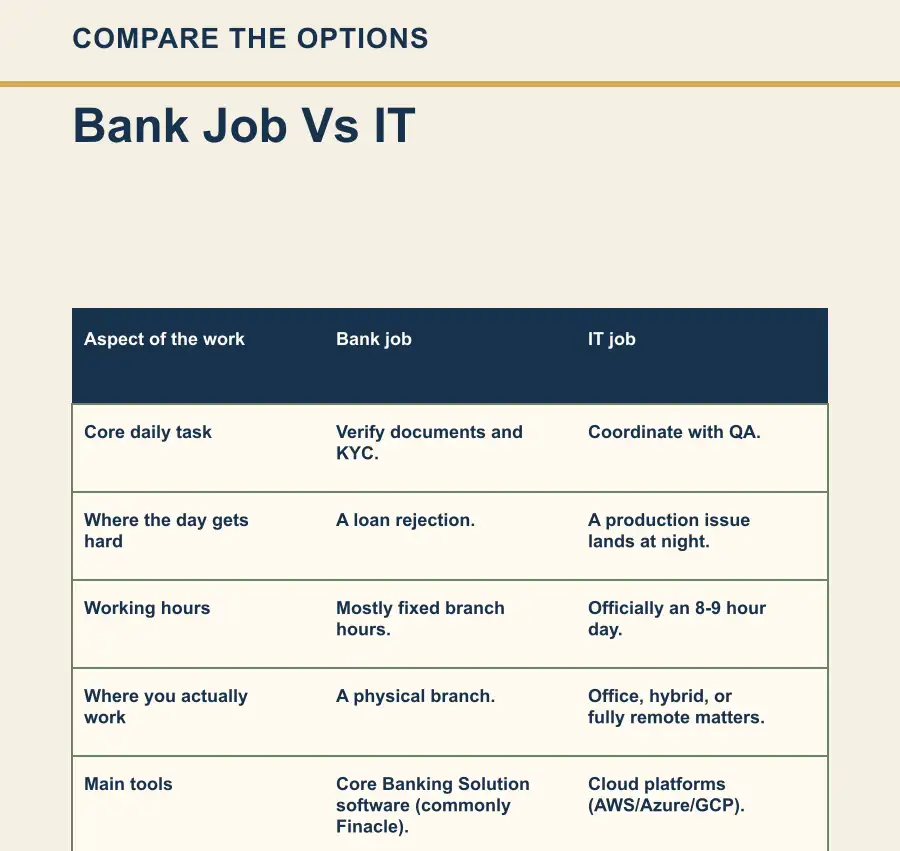 COMPARE THE OPTIONS
Bank Job Vs IT
Aspect of the work
Bank job
IT job
Core daily task
Verify documents and
KYC.
Coordinate with QA.
Where the day gets
hard
A loan rejection.
A production issue
lands at night.
Working hours
Mostly fixed branch
hours.
Officially an 8-9 hour
day.
Where you actually
work
A physical branch.
Office, hybrid, or
fully remote matters.
Main tools
Core Banking Solution
software (commonly
Finacle).
Cloud platforms
(AWS/Azure/GCP).